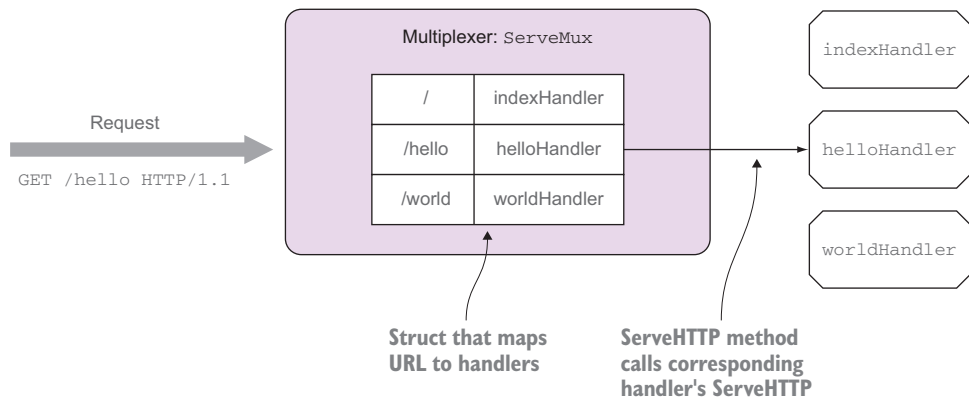 Multiplexer: ServeMux
/ indexHandler
/hello helloHandler
/world worldHandler
Request
GET /hello HTTP/1.1
indexHandler
helloHandler
worldHandler
Struct that maps
URL to handlers
ServeHTTP method
calls corresponding
handler's ServeHTTP